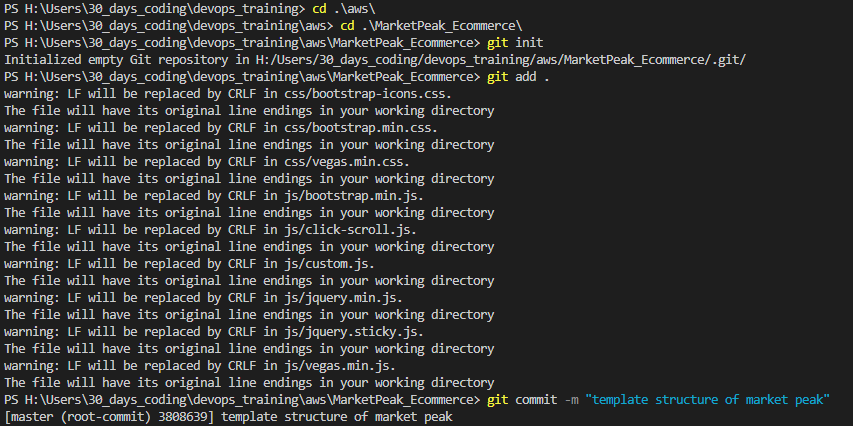 PS H:\Users\30_days_coding\devops_training> cd .\aws\
PS H:\Users\30_days_coding\devops_training\aws> cd .\MarketPeak_Ecommerce\
PS H:\Users\30_days_coding\devops_training\aws\MarketPeak_Ecommerce> git init
Initialized empty Git repository in H:/Users/30_days_coding/devops_training/aws/MarketPeak_Ecommerce/.git/
PS H:\Users\30_days_coding\devops_training\aws\MarketPeak_Ecommerce> git add .
warning: LF will be replaced by CRLF in css/bootstrap-icons.css.
The file will have its original line endings in your working directory
warning: LF will be replaced by CRLF in css/bootstrap.min.css.
The file will have its original line endings in your working directory
warning: LF will be replaced by CRLF in css/vegas.min.css.
The file will have its original line endings in your working directory
warning: LF will be replaced by CRLF in js/bootstrap.min.js.
The file will have its original line endings in your working directory
warning: LF will be replaced by CRLF in js/click-scroll.js.
The file will have its original line endings in your working directory
warning: LF will be replaced by CRLF in js/custom.js.
The file will have its original line endings in your working directory
warning: LF will be replaced by CRLF in js/jquery.min.js.
The file will have its original line endings in your working directory
warning: LF will be replaced by CRLF in js/jquery.sticky.js.
The file will have its original line endings in your working directory
warning: LF will be replaced by CRLF in js/vegas.min.js.
The file will have its original line endings in your working directory
PS H:\Users\30_days_coding\devops_training\aws\MarketPeak_Ecommerce> git commit -m "template structure of market peak"
[master (root-commit) 3808639] template structure of market peak